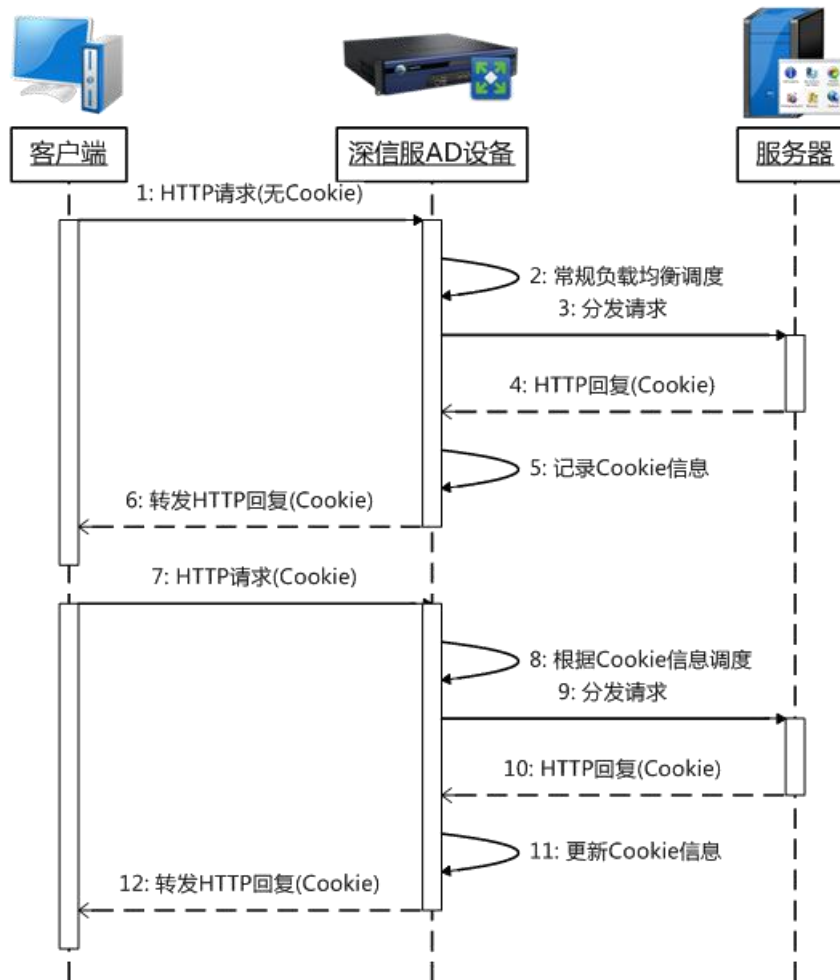 客户端
深信服AD设备
服务器
1: HTTP请求(无Cookie)
2: 常规负载均衡调度
3: 分发请求
4: HTTP回复(Cookie)
5: 记录Cookie信息
6: 转发HTTP回复(Cookie)
7: HTTP请求(Cookie)
8: 根据Cookie信息调度
9: 分发请求
10: HTTP回复(Cookie)
11: 更新Cookie信息
12: 转发HTTP回复(Cookie)